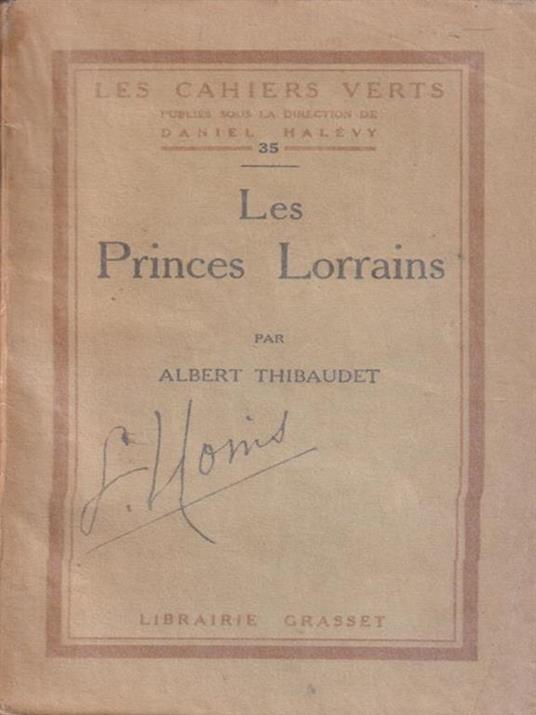 LES CAHIERS VERTS
PUBLIÉS SOUS LA DIRECTION DE
DANIEL HALÉVY
35
Les
Princes Lorrains
PAR
ALBERT THIBAUDET
LIBRAIRIE GRASSET